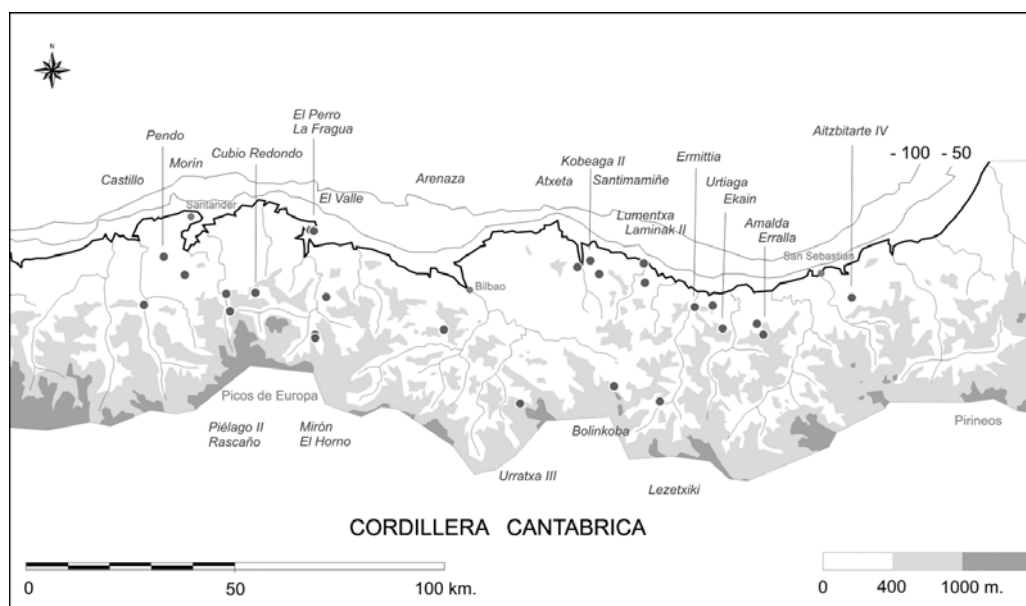 N
El Perro
La Fragua
Pendo
Aitzbitarte IV
Morín
Cubio Redondo
Kobeaga II
Ermittia
- 100 - 50
Castillo
Arenaza
Atxeta
Santimamiñe
Urtiaga
El Valle
Ekain
Santander
Lumentxa
Laminak II
Amalda
Erralla
San Sebastián
Bilbao
Picos de Europa
Pirineos
Piélago II
Rascaño
Mirón
El Horno
Bolinkoba
Urratxa III
Lezetxiki
CORDILLERA CANTABRICA
0 50 100 km.
0 400 1000 m.